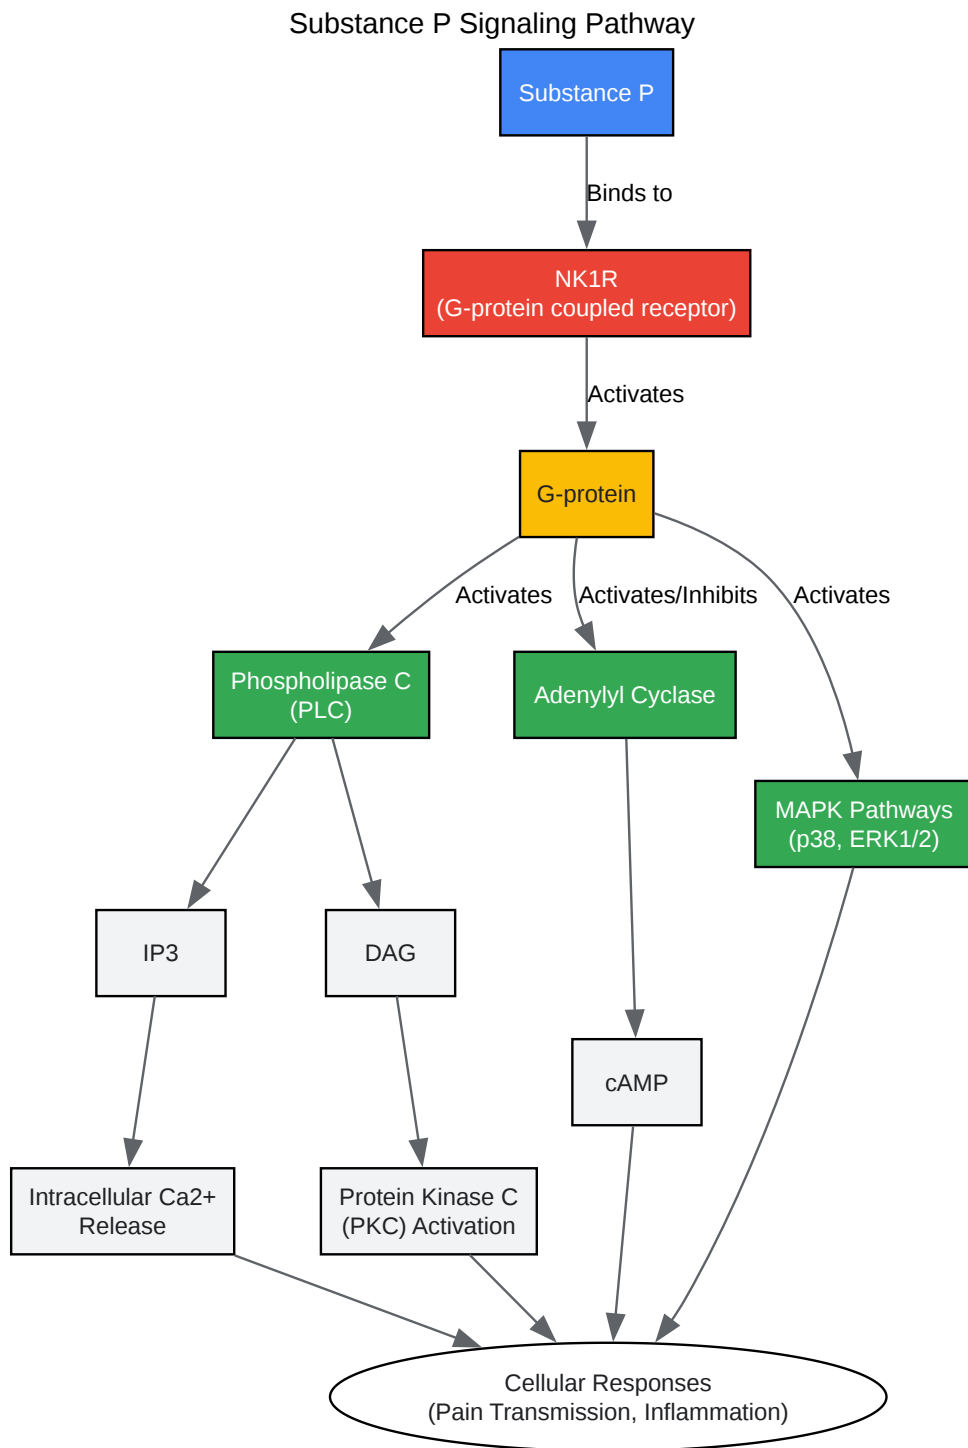 Substance P Signaling Pathway
Substance P
Binds to
NK1R
(G-protein coupled receptor)
Activates
G-protein
Activates
Activates/Inhibits
Activates
Phospholipase C
(PLC)
Adenylyl Cyclase
MAPK Pathways
(p38, ERK1/2)
IP3
DAG
cAMP
Intracellular Ca2+
Release
Protein Kinase C
(PKC) Activation
Cellular Responses
(Pain Transmission, Inflammation)